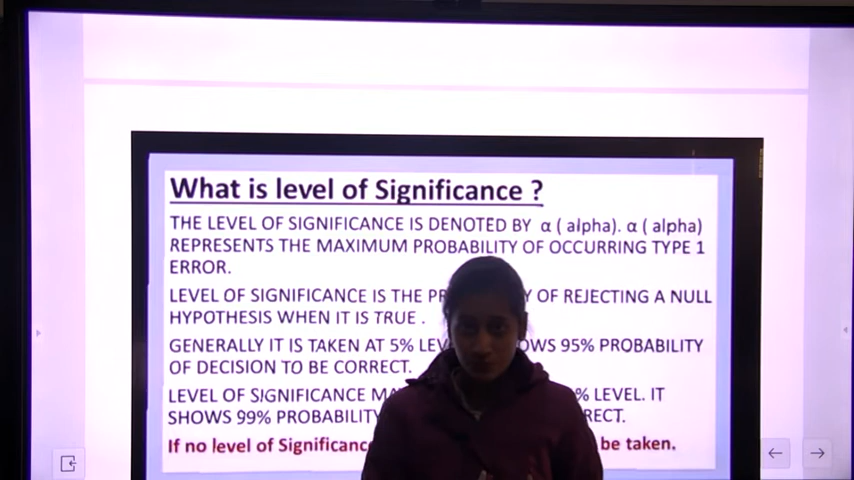 What is level of Significance ?
THE LEVEL OF SIGNIFICANCE IS DENOTED BY α ( alpha). α ( alpha)
REPRESENTS THE MAXIMUM PROBABILITY OF OCCURRING TYPE 1
ERROR.
LEVEL OF SIGNIFICANCE IS THE PR Y OF REJECTING A NULL
HYPOTHESIS WHEN IT IS TRUE .
GENERALLY IT IS TAKEN AT 5% LEV OWS 95% PROBABILITY
OF DECISION TO BE CORRECT.
LEVEL OF SIGNIFICANCE MA % LEVEL. IT
SHOWS 99% PROBABILITY RECT.
If no level of Significance be taken.